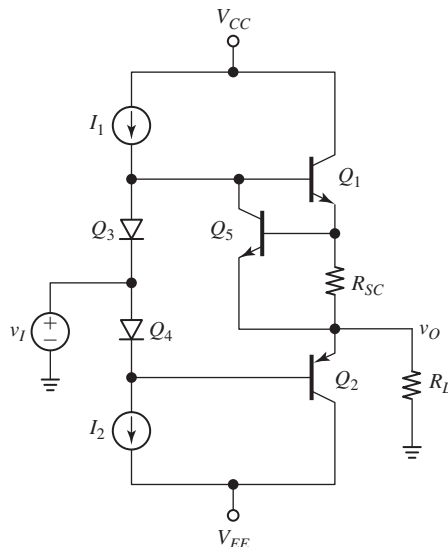 V_CC
I_1
Q_1
Q_3
Q_5
R_SC
+
v_I
−
Q_4
v_O
Q_2
R_L
I_2
V_EE